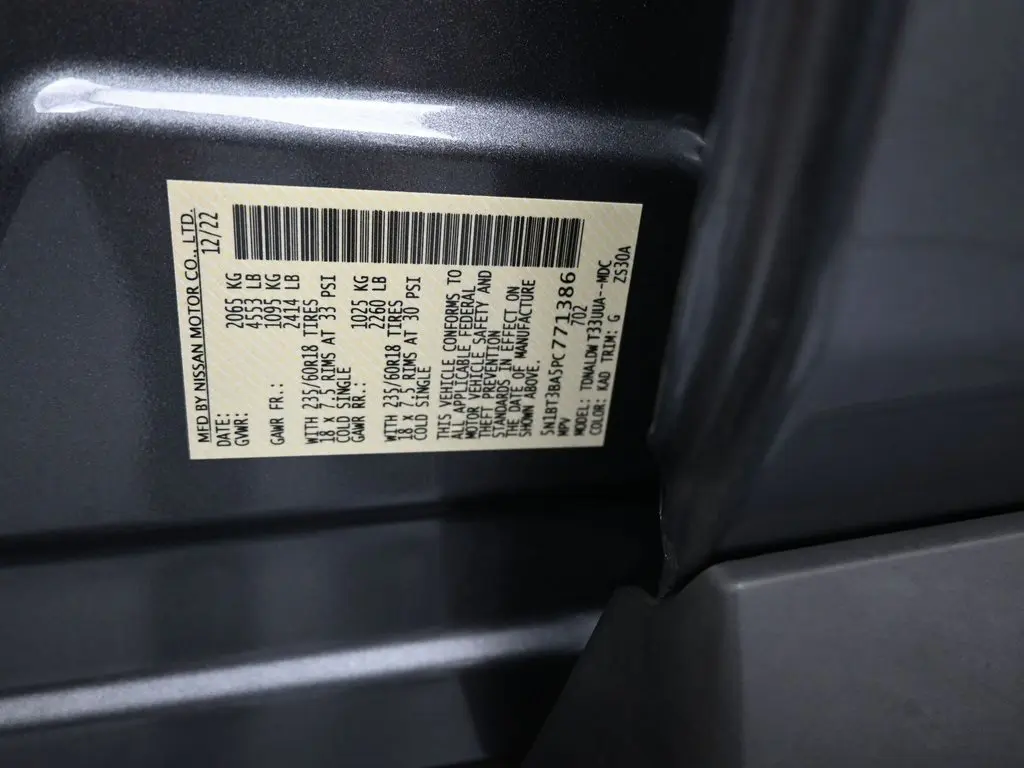 MFD BY NISSAN MOTOR CO., LTD.
DATE: 12/22
GVWR: 2065 KG
4553 LB
GAWR FR.: 1095 KG
2414 LB
WITH 235/60R18 TIRES
18 X 7.5 RIMS AT 33 PSI
COLD SINGLE
GAWR RR.: 1025 KG
2260 LB
WITH 235/60R18 TIRES
18 X 7.5 RIMS AT 30 PSI
COLD SINGLE
THIS VEHICLE CONFORMS TO
ALL APPLICABLE FEDERAL
MOTOR VEHICLE SAFETY AND
THEFT PREVENTION
STANDARDS IN EFFECT ON
THE DATE OF MANUFACTURE
SHOWN ABOVE.
5N1BT3BA5PC771386
MPV 702
MODEL: TDNALDW T33UUA--MDC
COLOR: KAD TRIM: G ZS30A